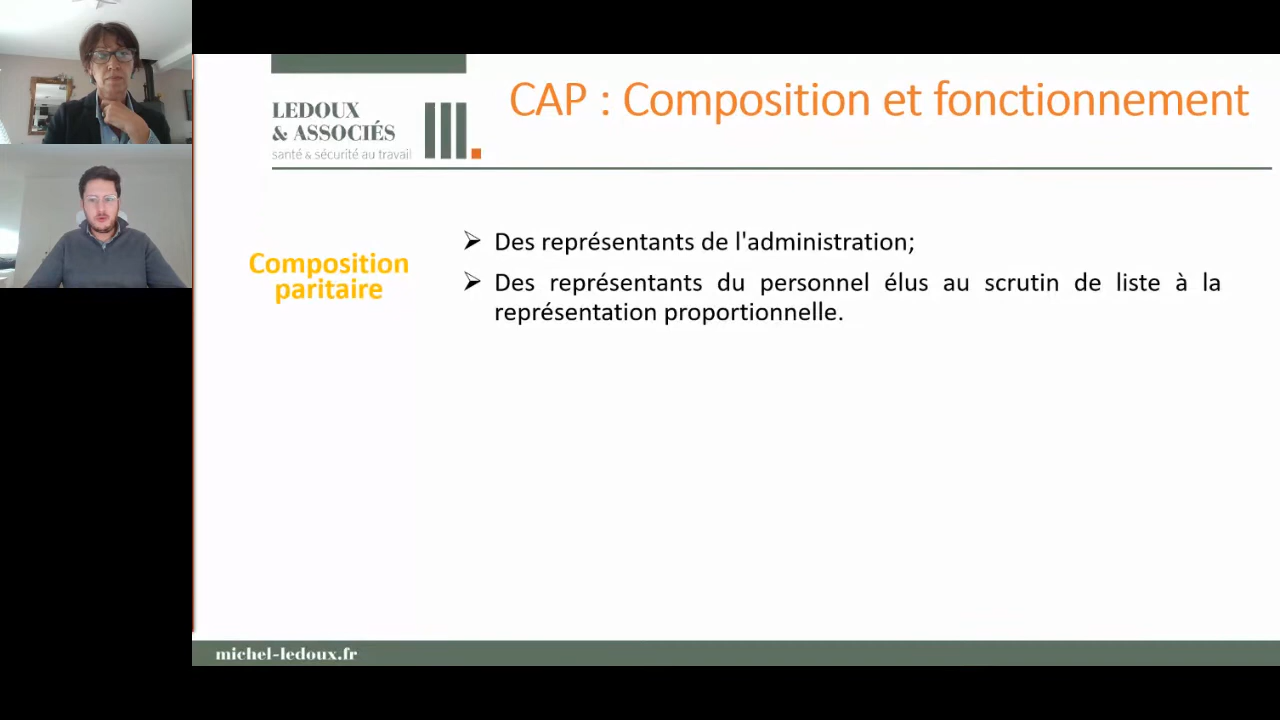 LEDOUX
& ASSOCIÉS
santé & sécurité au travail
CAP : Composition et fonctionnement
Composition
paritaire
➢ Des représentants de l'administration;
➢ Des représentants du personnel élus au scrutin de liste à la
représentation proportionnelle.
michel-ledoux.fr